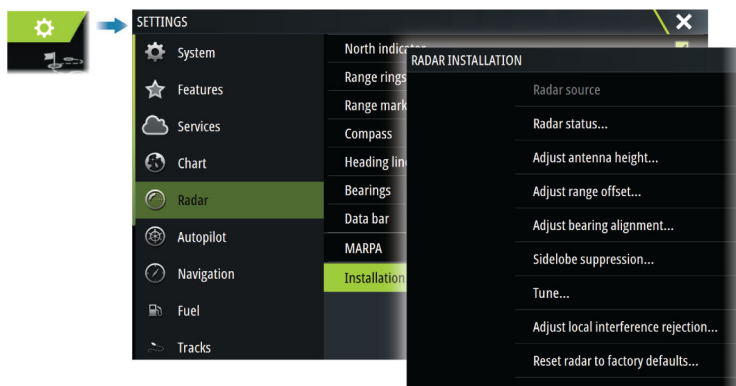 SETTINGS
System
Features
Services
Chart
Radar
Autopilot
Navigation
Fuel
Tracks
North indicator
Range rings
Range mark
Compass
Heading lin
Bearings
Data bar
MARPA
Installation
RADAR INSTALLATION
Radar source
Radar status...
Adjust antenna height...
Adjust range offset...
Adjust bearing alignment...
Sidelobe suppression...
Tune...
Adjust local interference rejection...
Reset radar to factory defaults...